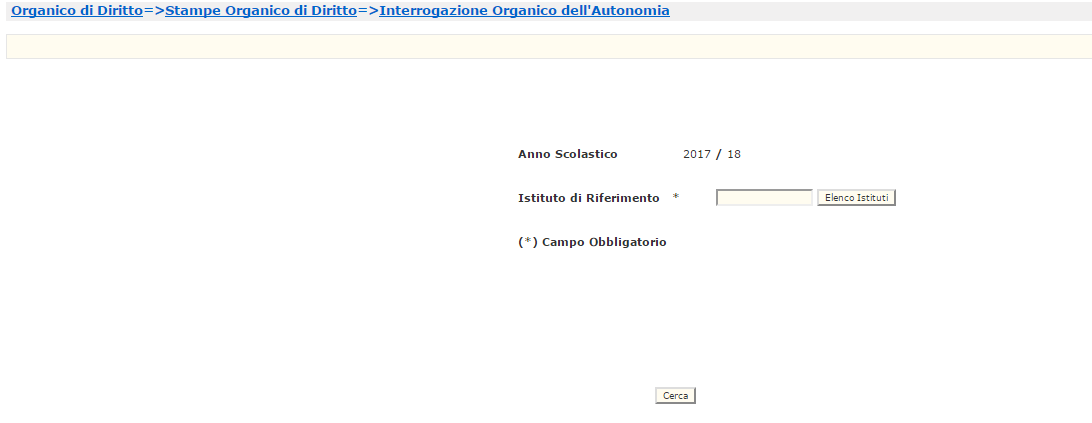 Organico di Diritto=>Stampe Organico di Diritto=>Interrogazione Organico dell'Autonomia
Anno Scolastico 2017 / 18
Istituto di Riferimento * Elenco Istituti
(*) Campo Obbligatorio
Cerca